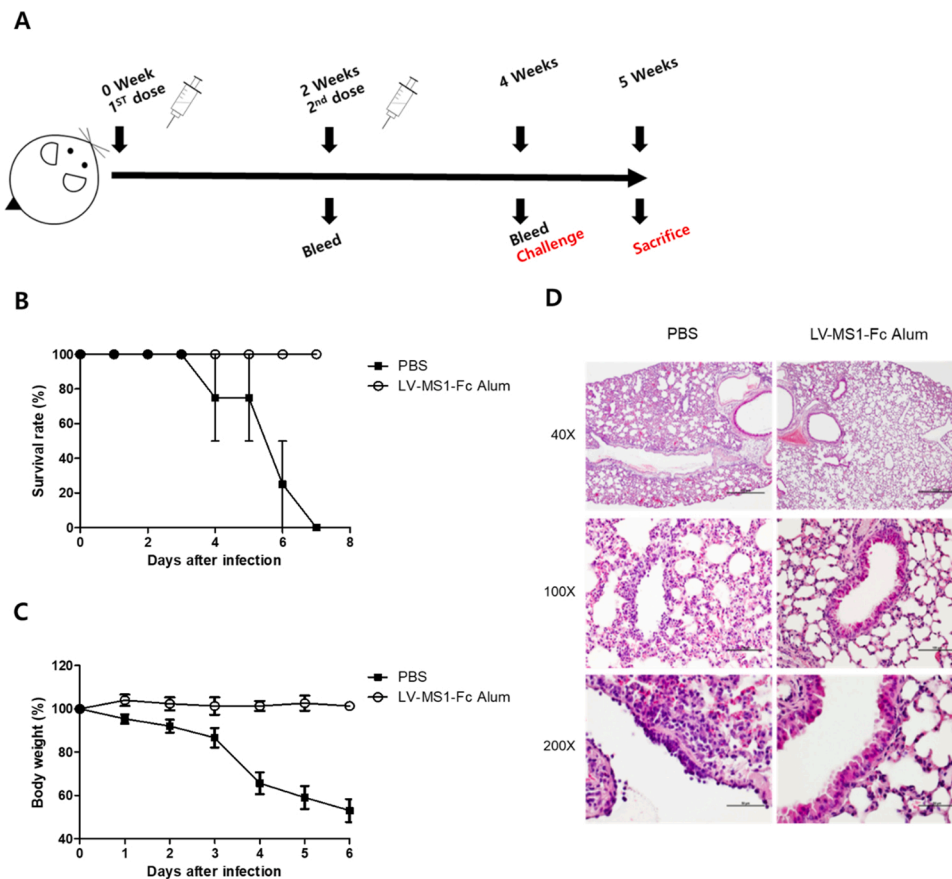 A
0 Week
1ST dose
2 Weeks
2nd dose
4 Weeks
5 Weeks
Bleed
Bleed
Challenge
Sacrifice
B
Survival rate (%)
100
80
60
40
20
0
0 2 4 6 8
Days after infection
PBS
LV-MS1-Fc Alum
C
Body weight (%)
120
100
80
60
40
0 1 2 3 4 5 6
Days after infection
PBS
LV-MS1-Fc Alum
D
PBS LV-MS1-Fc Alum
40X
100X
200X